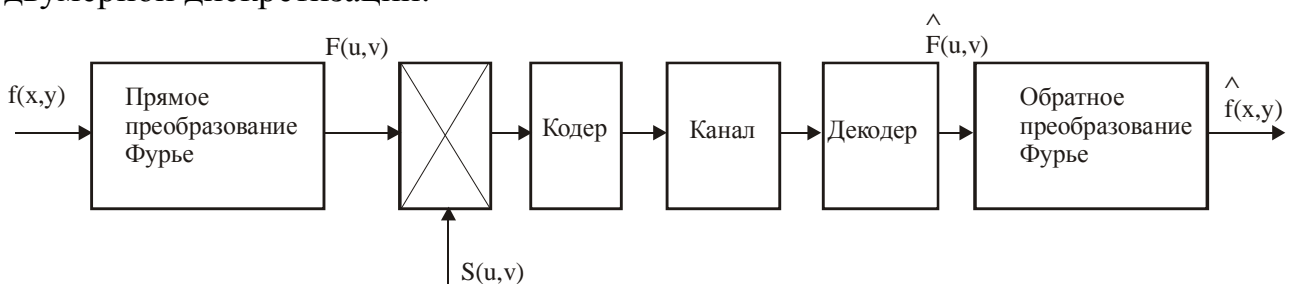 двумерной дискретизации.
f(x,y)
Прямое
преобразование
Фурье
F(u,v)
S(u,v)
Кодер
Канал
Декодер
^
F(u,v)
Обратное
преобразование
Фурье
^
f(x,y)